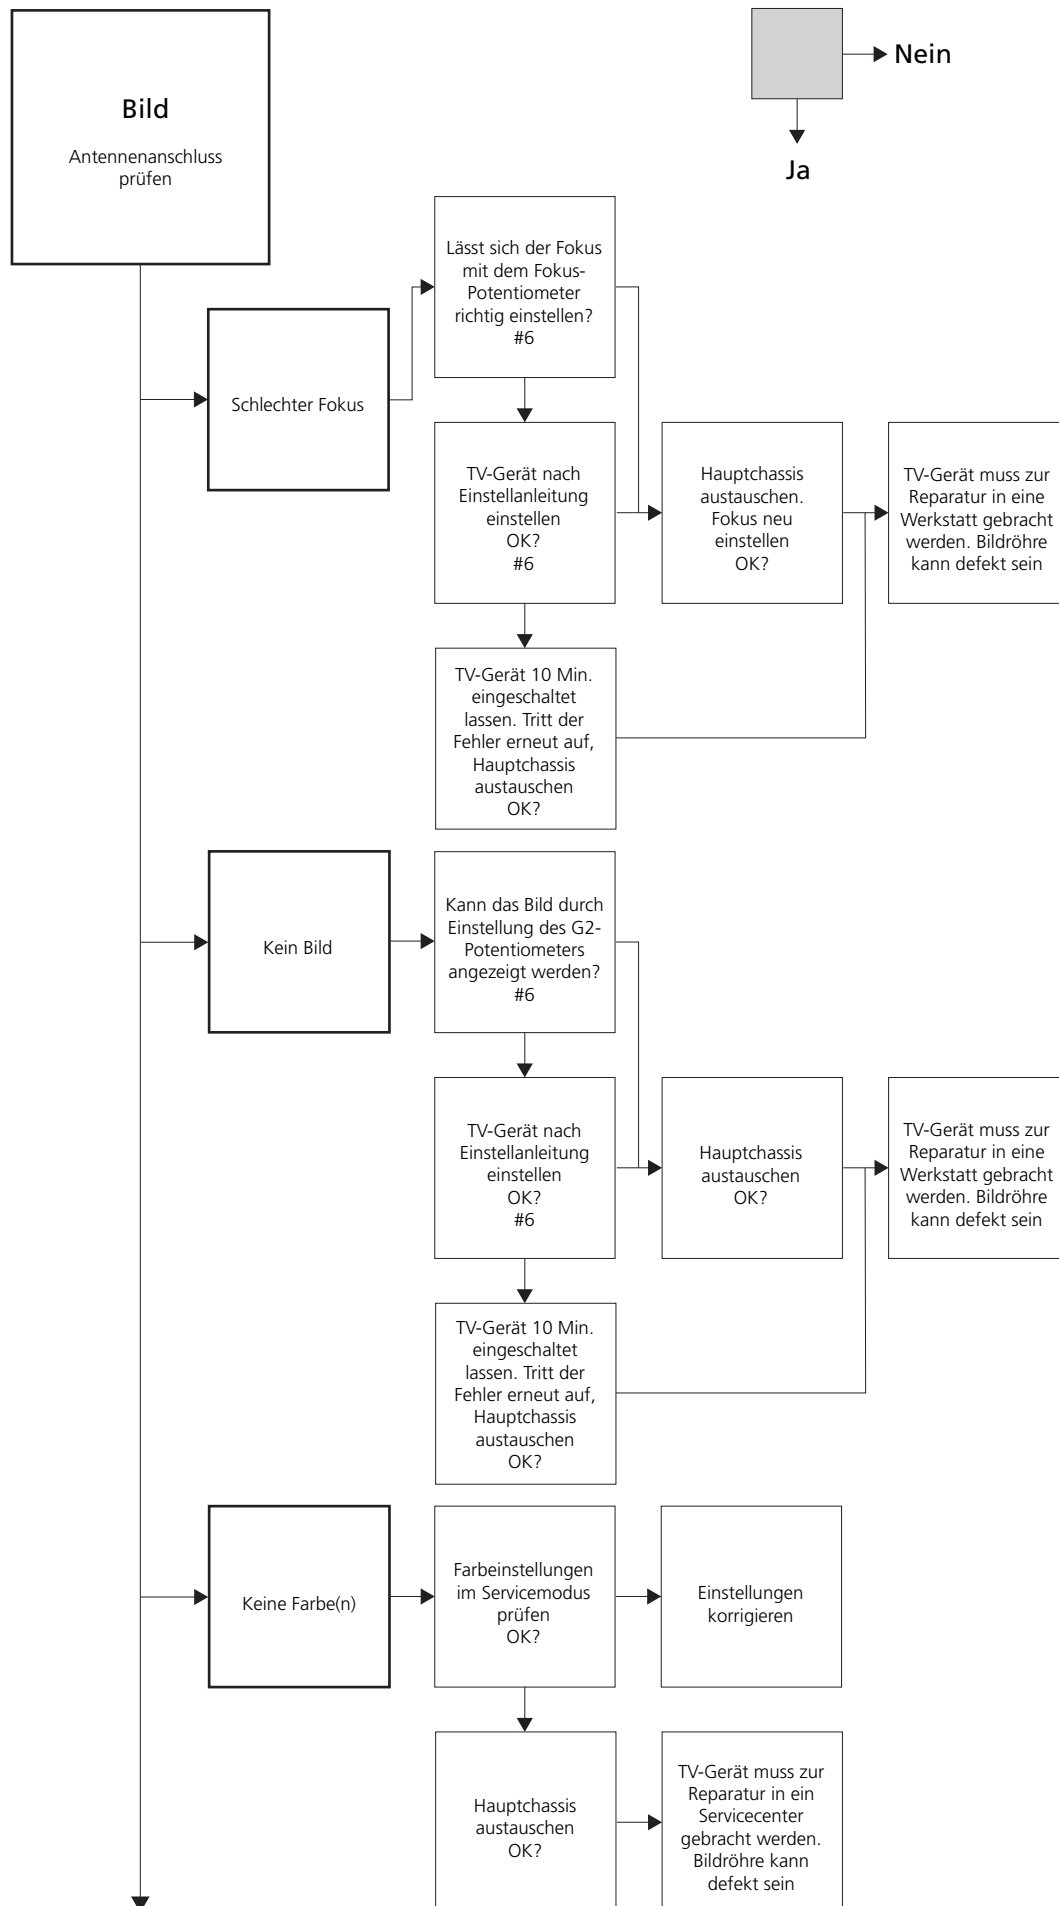 Bild
Antennenanschluss
prüfen
Nein
Ja
Schlechter Fokus
Lässt sich der Fokus
mit dem Fokus-
Potentiometer
richtig einstellen?
#6
TV-Gerät nach
Einstellanleitung
einstellen
OK?
#6
Hauptchassis
austauschen.
Fokus neu
einstellen
OK?
TV-Gerät muss zur
Reparatur in eine
Werkstatt gebracht
werden. Bildröhre
kann defekt sein
TV-Gerät 10 Min.
eingeschaltet
lassen. Tritt der
Fehler erneut auf,
Hauptchassis
austauschen
OK?
Kein Bild
Kann das Bild durch
Einstellung des G2-
Potentiometers
angezeigt werden?
#6
TV-Gerät nach
Einstellanleitung
einstellen
OK?
#6
Hauptchassis
austauschen
OK?
TV-Gerät muss zur
Reparatur in eine
Werkstatt gebracht
werden. Bildröhre
kann defekt sein
TV-Gerät 10 Min.
eingeschaltet
lassen. Tritt der
Fehler erneut auf,
Hauptchassis
austauschen
OK?
Keine Farbe(n)
Farbeinstellungen
im Servicemodus
prüfen
OK?
Einstellungen
korrigieren
Hauptchassis
austauschen
OK?
TV-Gerät muss zur
Reparatur in ein
Servicecenter
gebracht werden.
Bildröhre kann
defekt sein